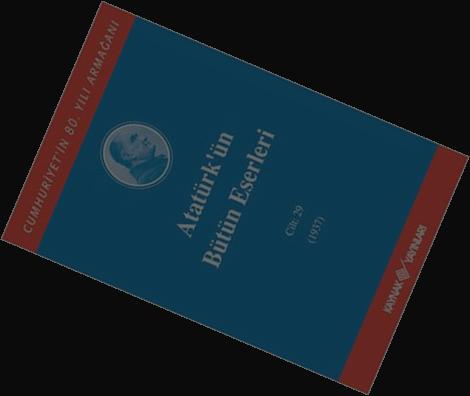 CUMHURİYET'İN 80. YILI ARMAĞANI
Atatürk'ün
Bütün Eserleri
Cilt: 29
(1937)
KAYNAK YAYINLARI